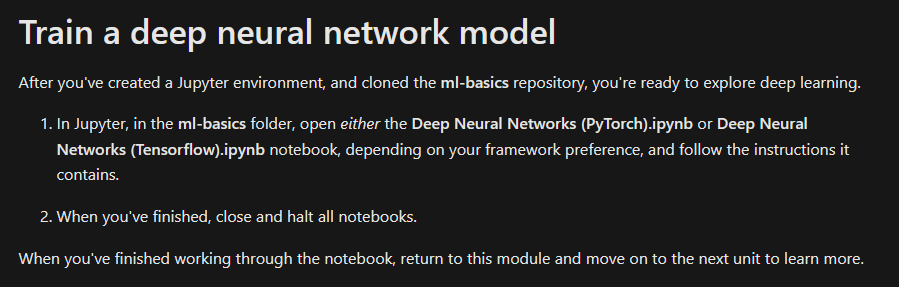 Train a deep neural network model
After you've created a Jupyter environment, and cloned the ml-basics repository, you're ready to explore deep learning.
1. In Jupyter, in the ml-basics folder, open either the Deep Neural Networks (PyTorch).ipynb or Deep Neural
Networks (Tensorflow).ipynb notebook, depending on your framework preference, and follow the instructions it
contains.
2. When you've finished, close and halt all notebooks.
When you've finished working through the notebook, return to this module and move on to the next unit to learn more.